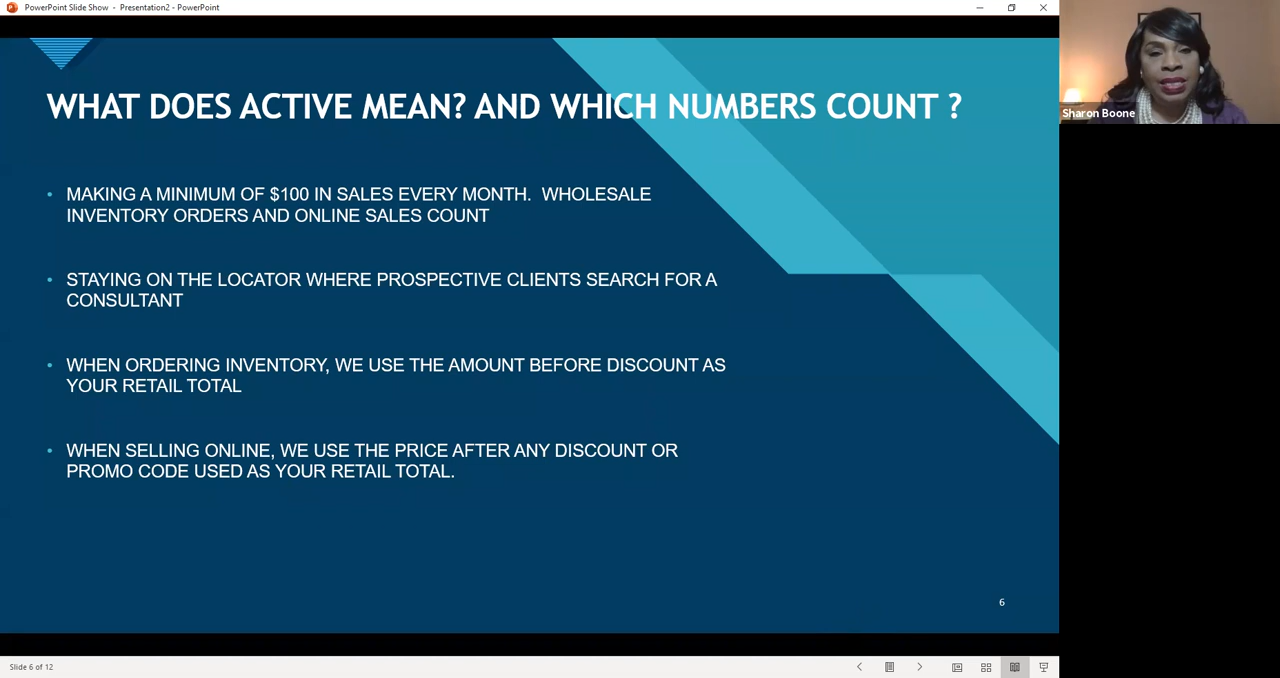 PowerPoint Slide Show - Presentation2 - PowerPoint
Sharon Boone
WHAT DOES ACTIVE MEAN? AND WHICH NUMBERS COUNT ?
• MAKING A MINIMUM OF $100 IN SALES EVERY MONTH.  WHOLESALE
INVENTORY ORDERS AND ONLINE SALES COUNT
• STAYING ON THE LOCATOR WHERE PROSPECTIVE CLIENTS SEARCH FOR A
CONSULTANT
• WHEN ORDERING INVENTORY, WE USE THE AMOUNT BEFORE DISCOUNT AS
YOUR RETAIL TOTAL
• WHEN SELLING ONLINE, WE USE THE PRICE AFTER ANY DISCOUNT OR
PROMO CODE USED AS YOUR RETAIL TOTAL.
6
Slide 6 of 12